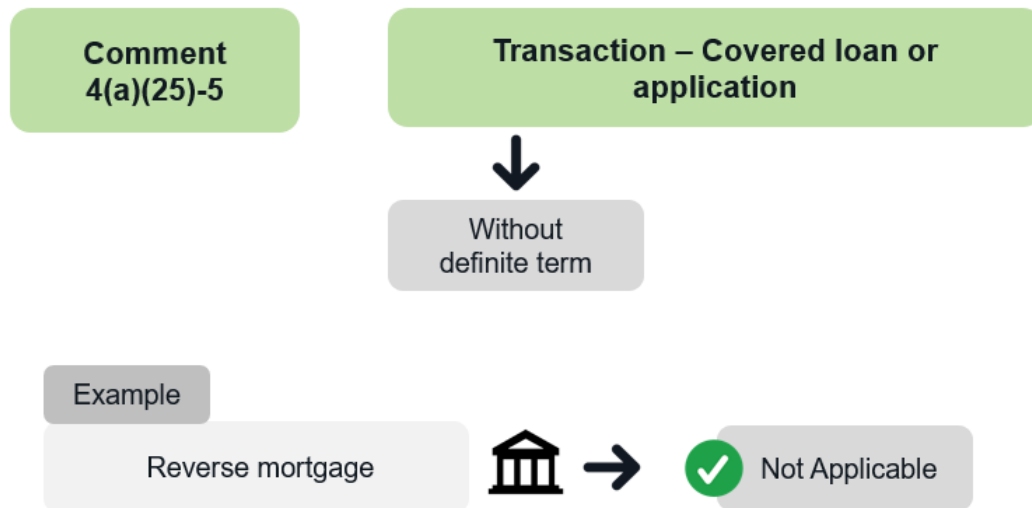 Comment
4(a)(25)-5
Transaction – Covered loan or
application
Without
definite term
Example
Reverse mortgage
Not Applicable